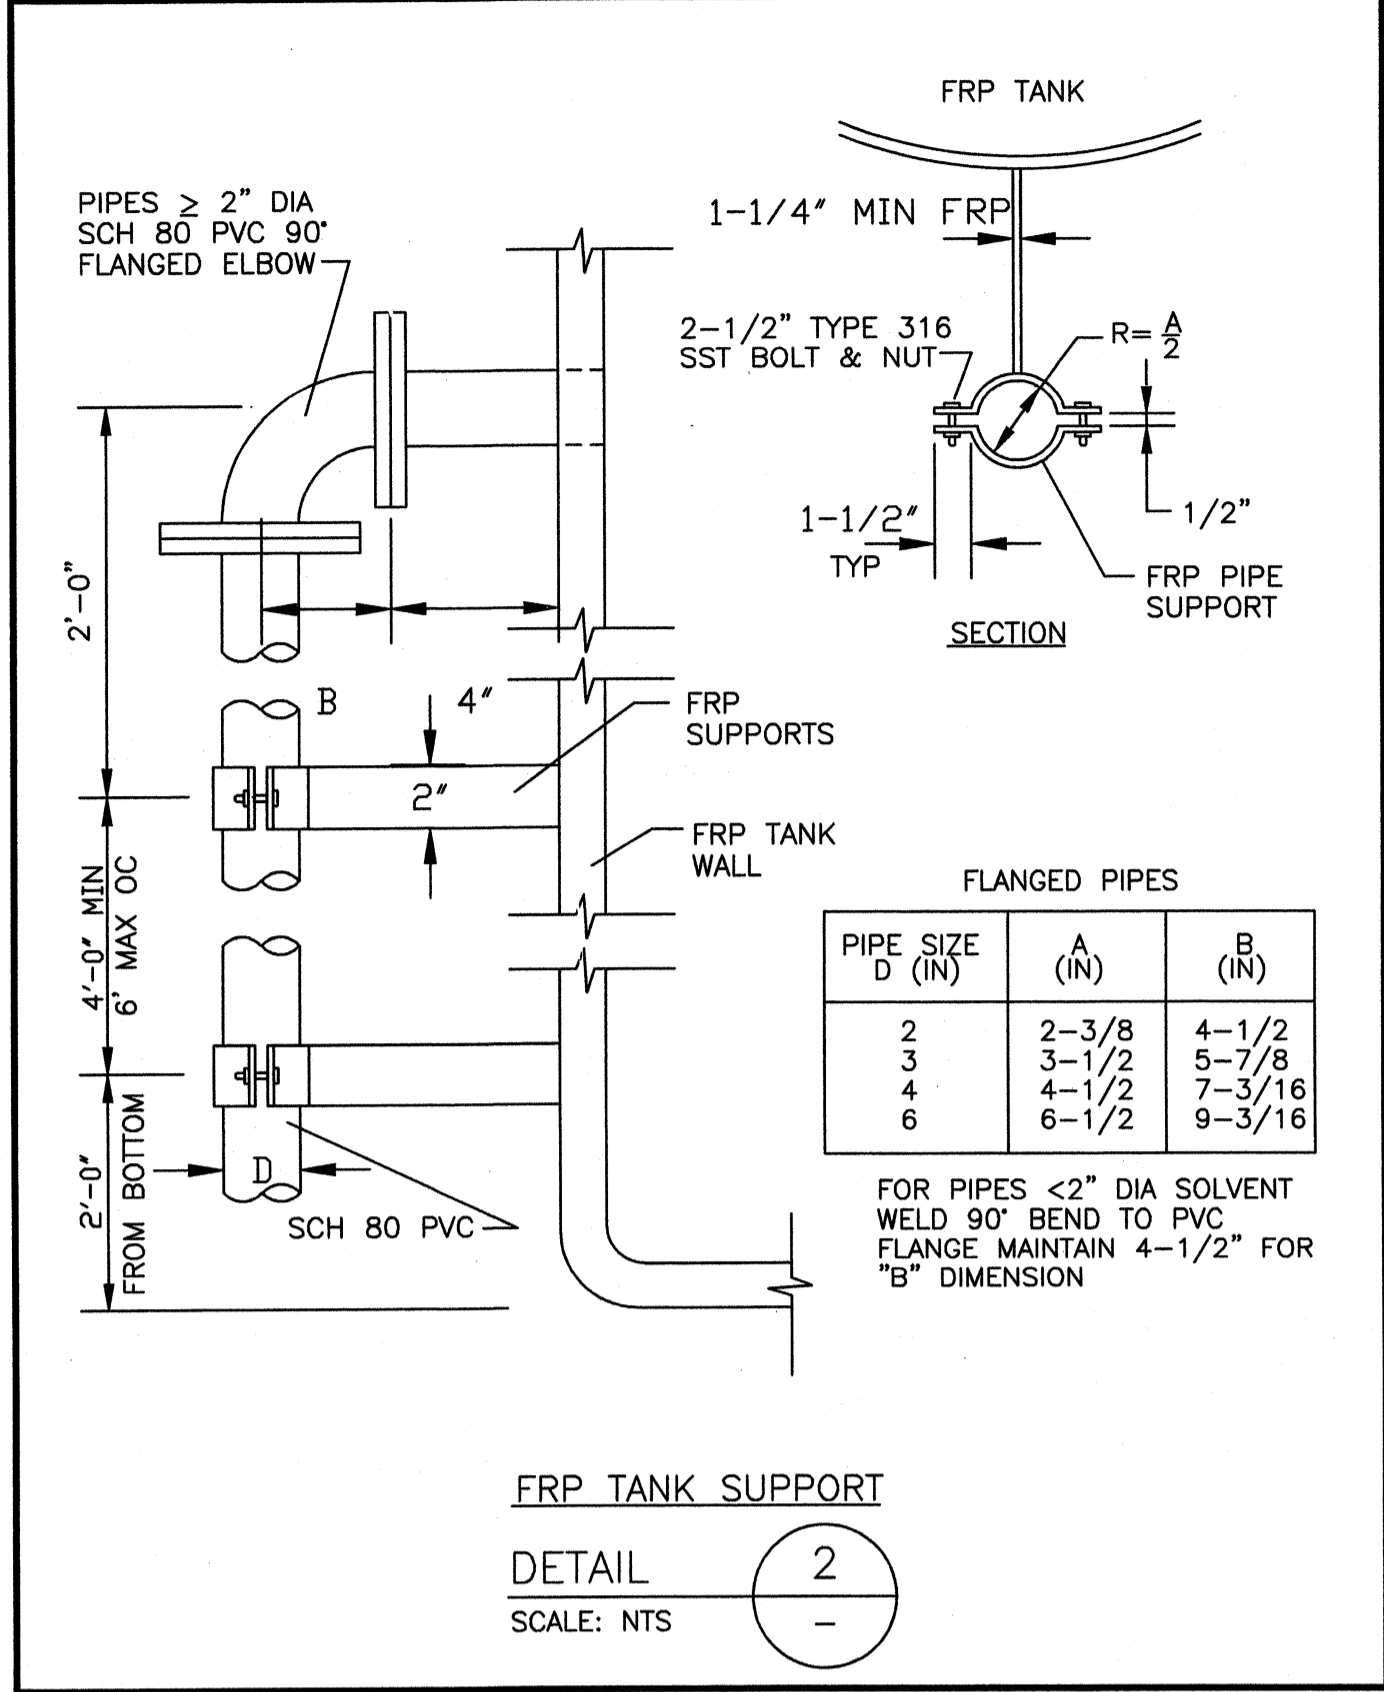 FRP TANK
PIPES ≥ 2" DIA
SCH 80 PVC 90°
FLANGED ELBOW
1-1/4" MIN FRP
2-1/2" TYPE 316
SST BOLT & NUT
R= A/2
1-1/2"
TYP
1/2"
FRP PIPE
SUPPORT
SECTION
2'-0"
B
4"
FRP
SUPPORTS
2"
FRP TANK
WALL
4'-0" MIN
6' MAX OC
2'-0"
FROM BOTTOM
D
SCH 80 PVC
FLANGED PIPES
PIPE SIZE A B
D (IN) (IN) (IN)
2 2-3/8 4-1/2
3 3-1/2 5-7/8
4 4-1/2 7-3/16
6 6-1/2 9-3/16
FOR PIPES <2" DIA SOLVENT
WELD 90° BEND TO PVC
FLANGE MAINTAIN 4-1/2" FOR
"B" DIMENSION
FRP TANK SUPPORT
DETAIL 2
SCALE: NTS -